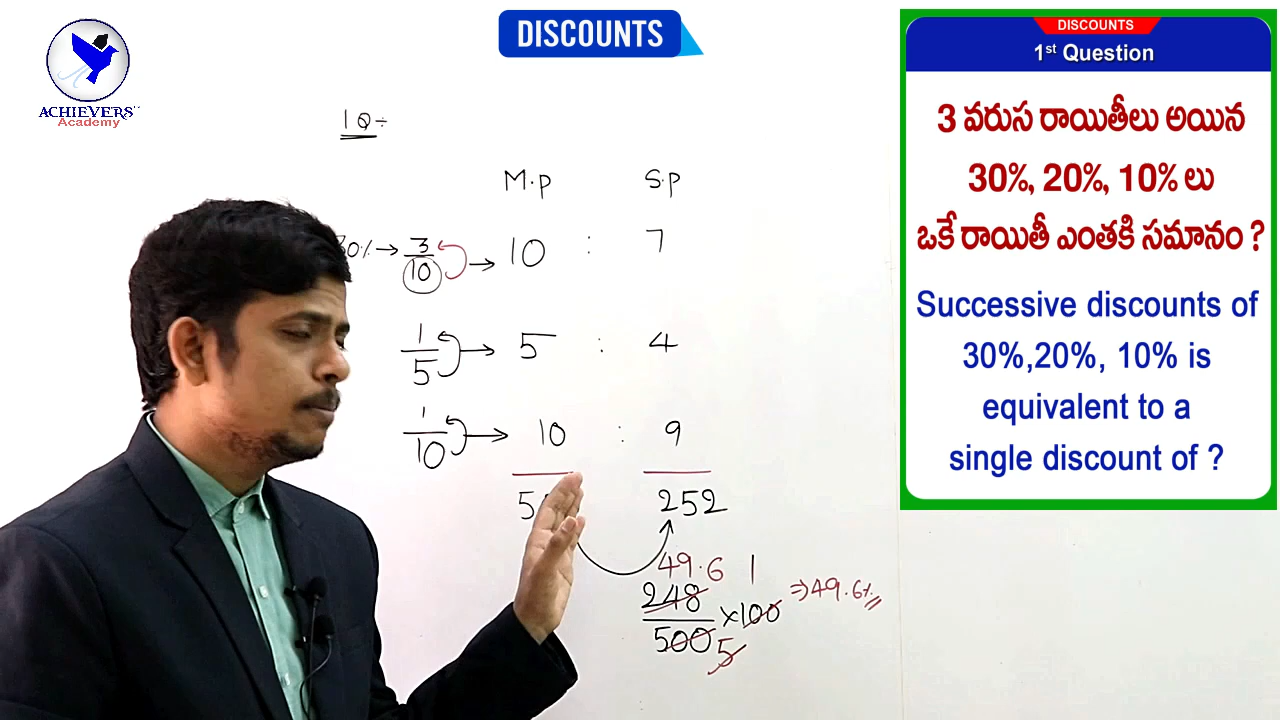 ACHIEVERS''
Academy
DISCOUNTS
1Q÷
M.p S.p
30% → 3/10 → 10 : 7
1/5 → 5 : 4
1/10 → 10 : 9
252
49.6 1
248/500 ×100 ⇒ 49.6%
5
DISCOUNTS
1st Question
3 వరుస రాయితీలు అయిన
30%, 20%, 10% లు
ఒకే రాయితీ ఎంతకి సమానం ?
Successive discounts of
30%,20%, 10% is
equivalent to a
single discount of ?